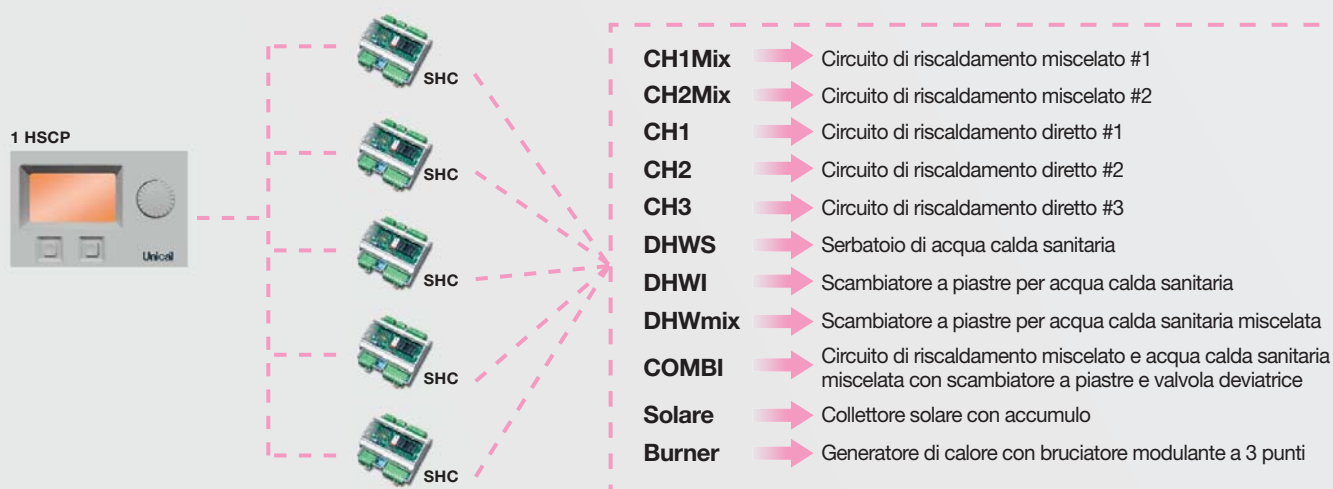 1 HSCP
Unical
SHC
SHC
SHC
SHC
SHC
CH1Mix Circuito di riscaldamento miscelato #1
CH2Mix Circuito di riscaldamento miscelato #2
CH1 Circuito di riscaldamento diretto #1
CH2 Circuito di riscaldamento diretto #2
CH3 Circuito di riscaldamento diretto #3
DHWS Serbatoio di acqua calda sanitaria
DHWI Scambiatore a piastre per acqua calda sanitaria
DHWmix Scambiatore a piastre per acqua calda sanitaria miscelata
COMBI Circuito di riscaldamento miscelato e acqua calda sanitaria
miscelata con scambiatore a piastre e valvola deviatrice
Solare Collettore solare con accumulo
Burner Generatore di calore con bruciatore modulante a 3 punti